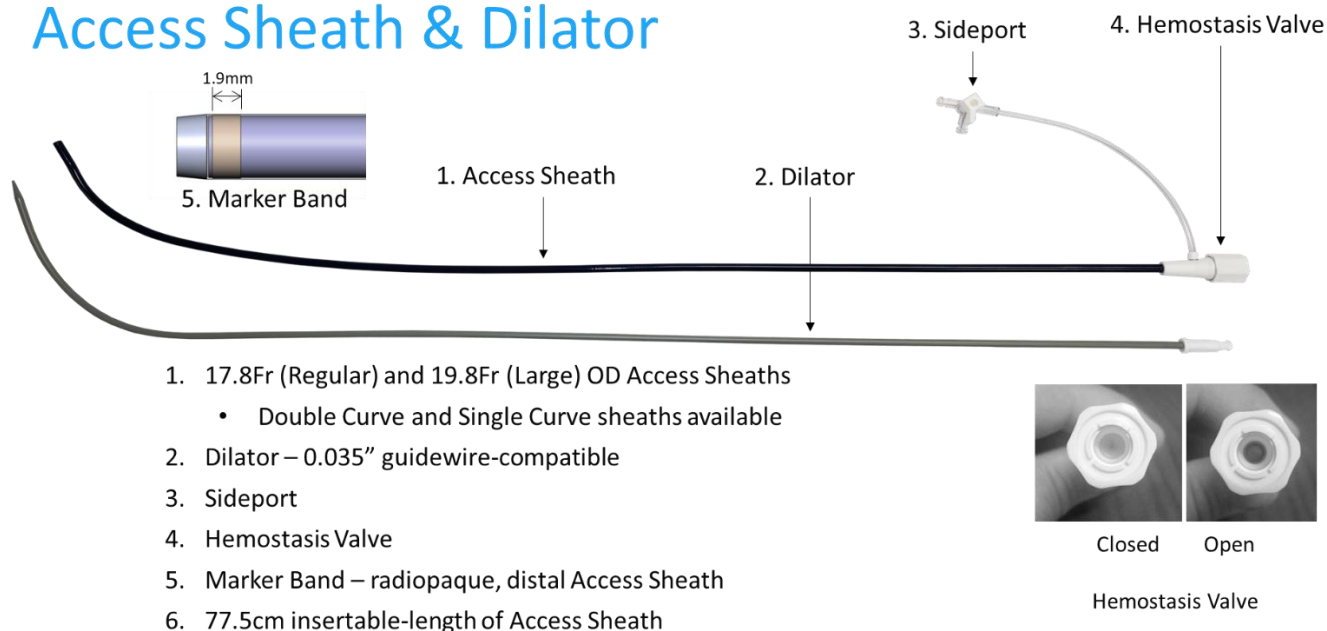 Access Sheath & Dilator
3. Sideport
4. Hemostasis Valve
1.9mm
5. Marker Band
1. Access Sheath
2. Dilator
1. 17.8Fr (Regular) and 19.8Fr (Large) OD Access Sheaths
• Double Curve and Single Curve sheaths available
2. Dilator – 0.035” guidewire-compatible
3. Sideport
4. Hemostasis Valve
5. Marker Band – radiopaque, distal Access Sheath
6. 77.5cm insertable-length of Access Sheath
Closed
Open
Hemostasis Valve